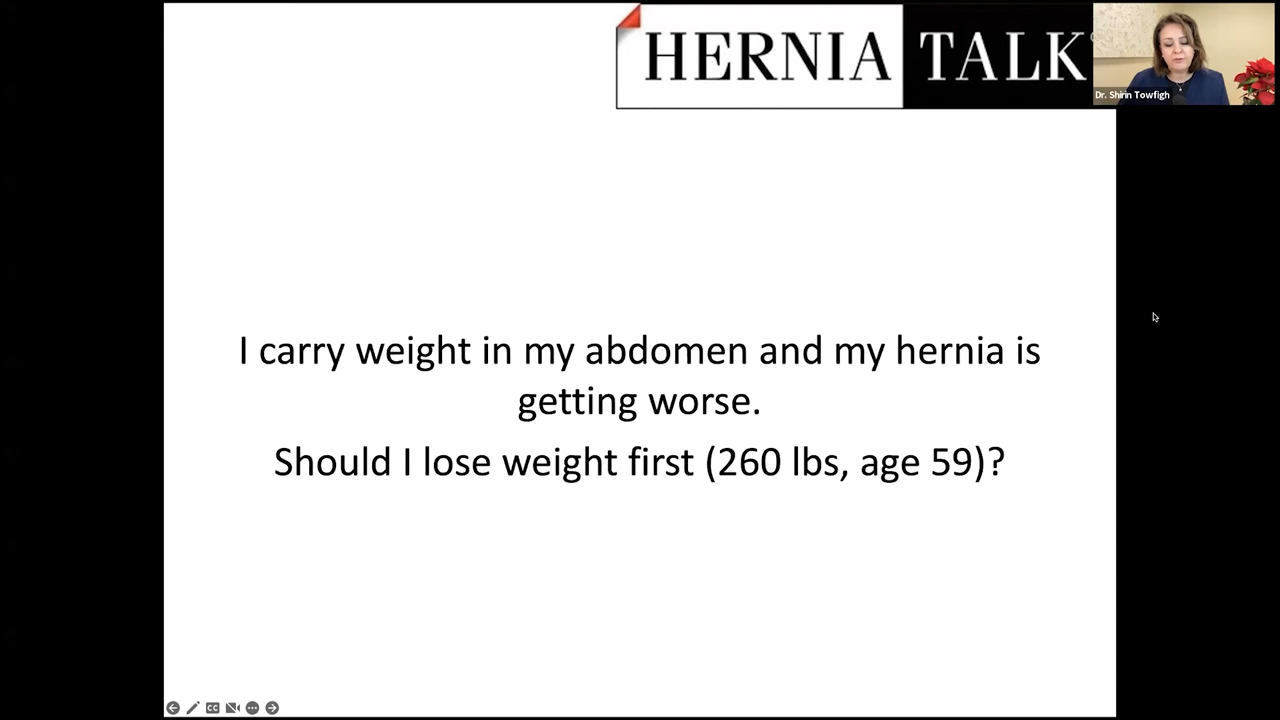 HERNIA TALK
Dr. Shirin Towfigh
I carry weight in my abdomen and my hernia is
getting worse.
Should I lose weight first (260 lbs, age 59)?
CC